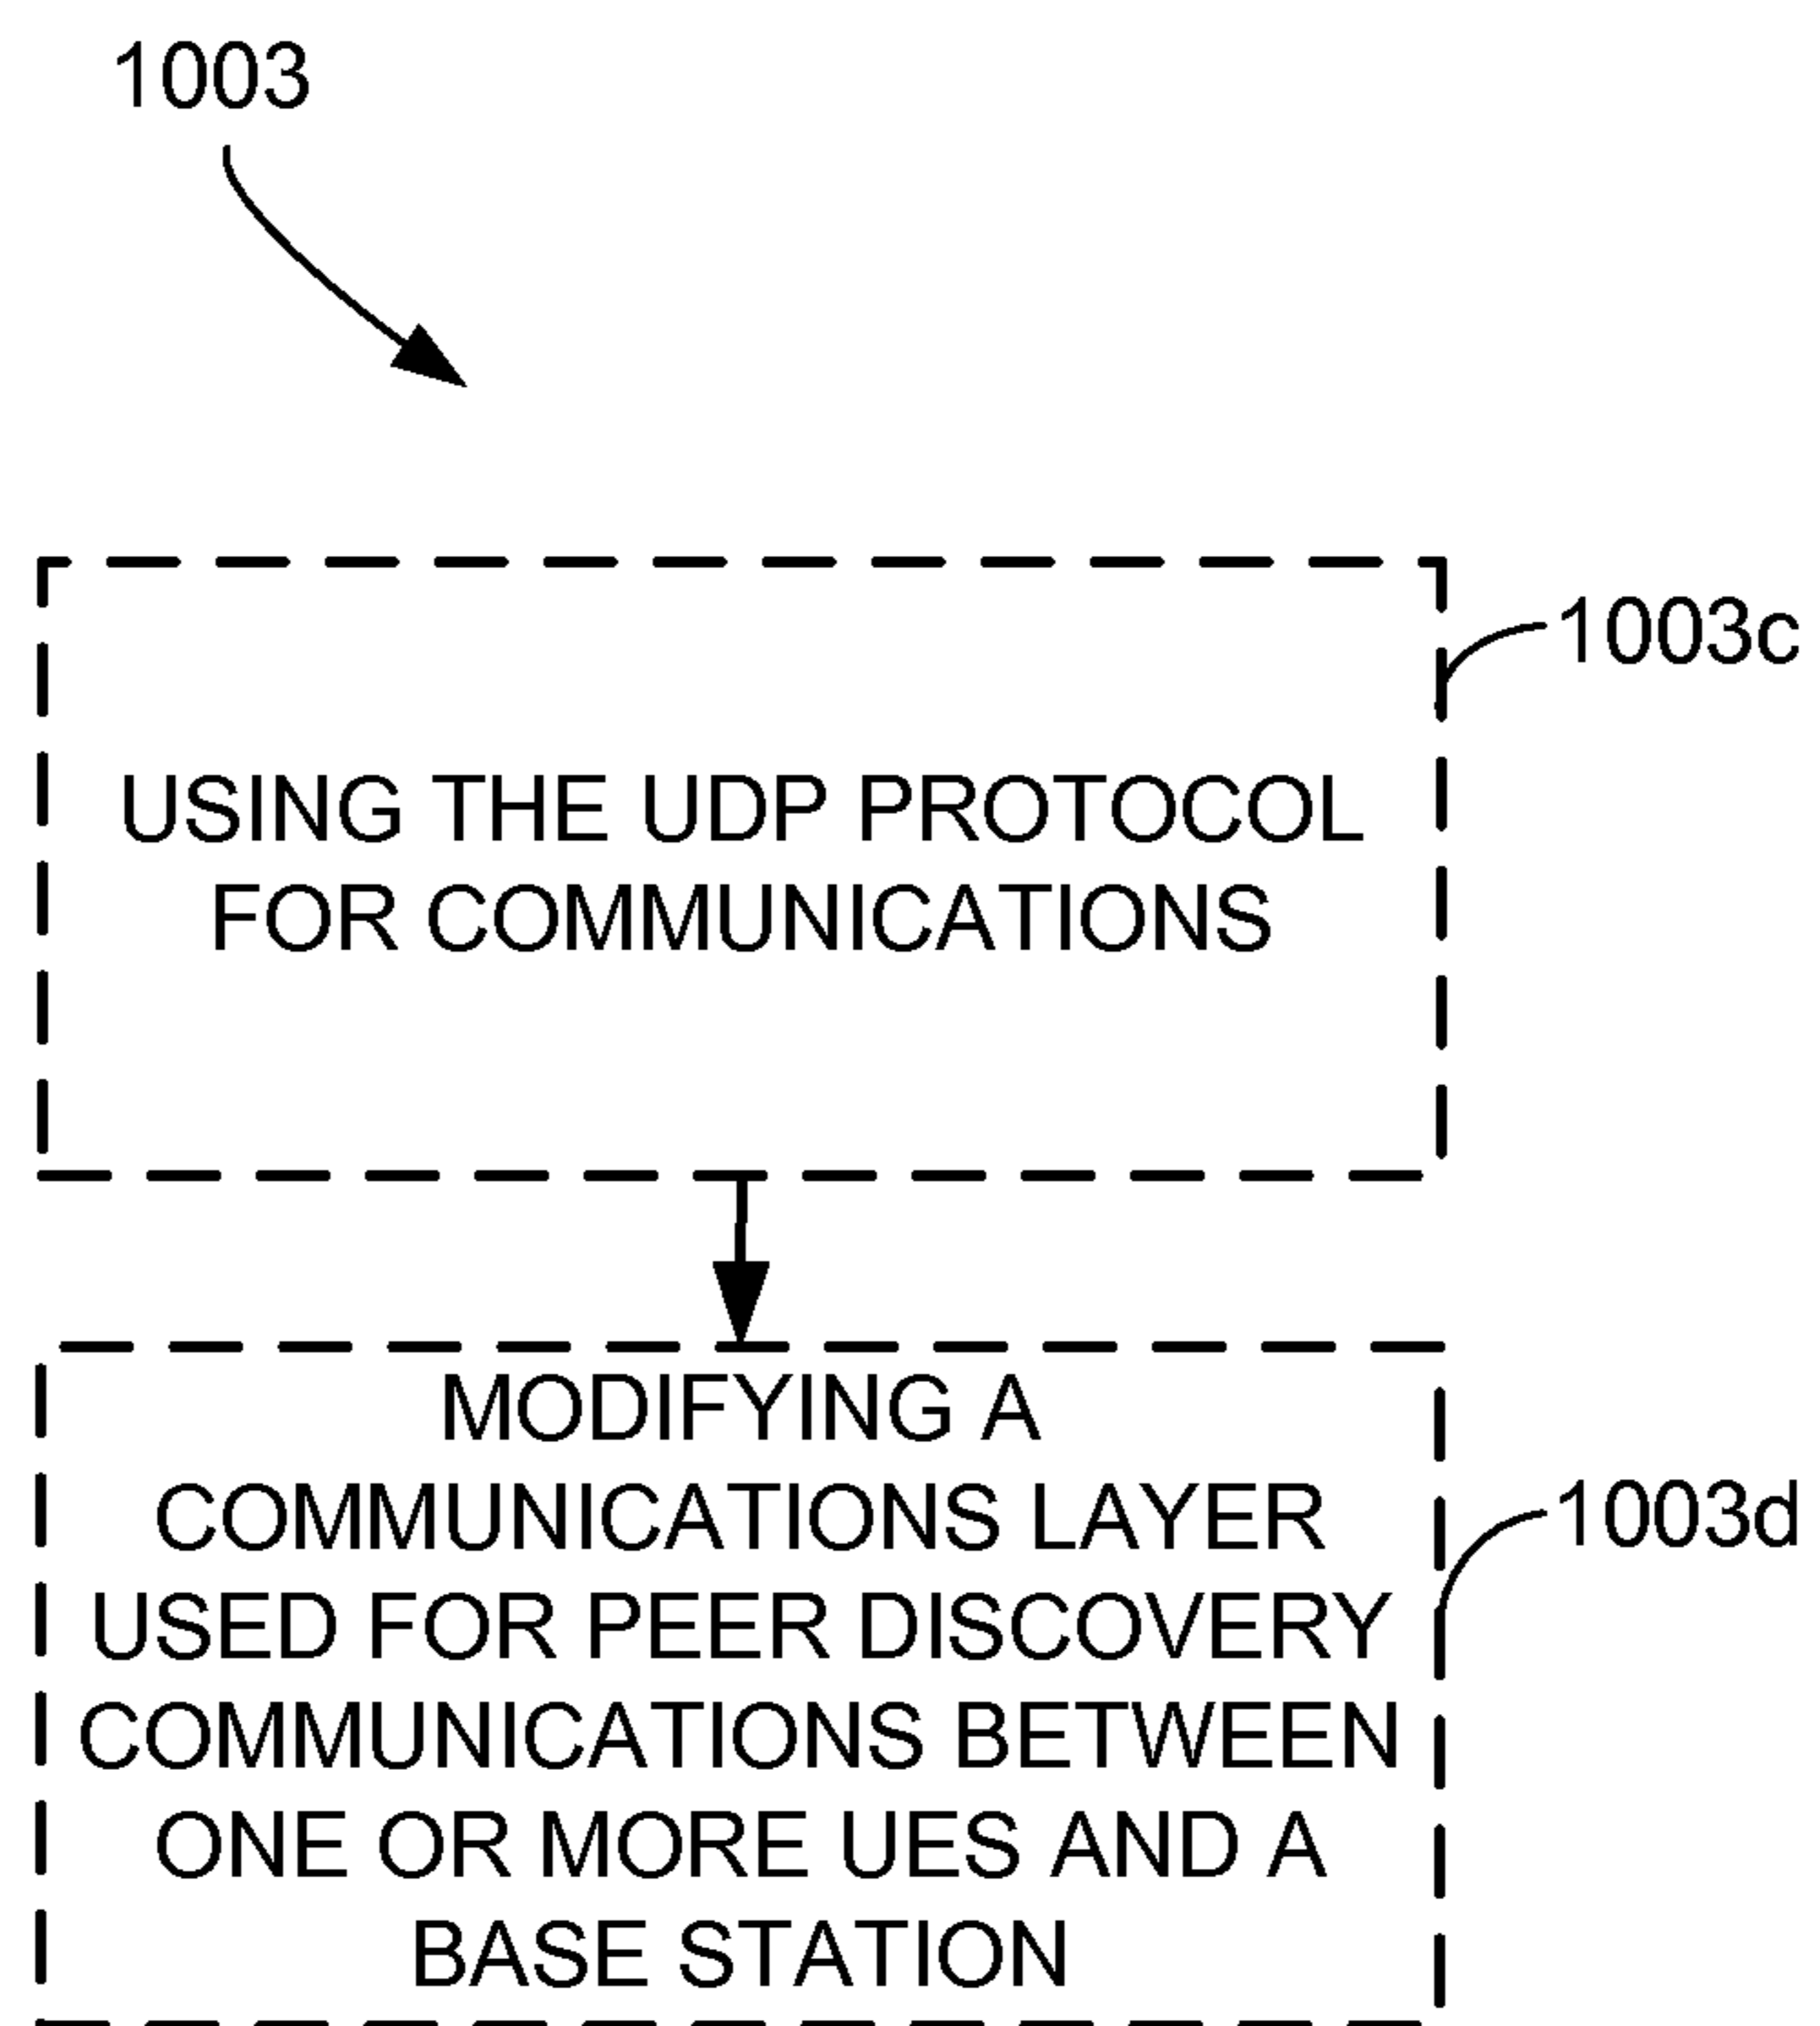 1003
1003c
USING THE UDP PROTOCOL
FOR COMMUNICATIONS
MODIFYING A
COMMUNICATIONS LAYER
1003d
USED FOR PEER DISCOVERY
COMMUNICATIONS BETWEEN
ONE OR MORE UES AND A
BASE STATION